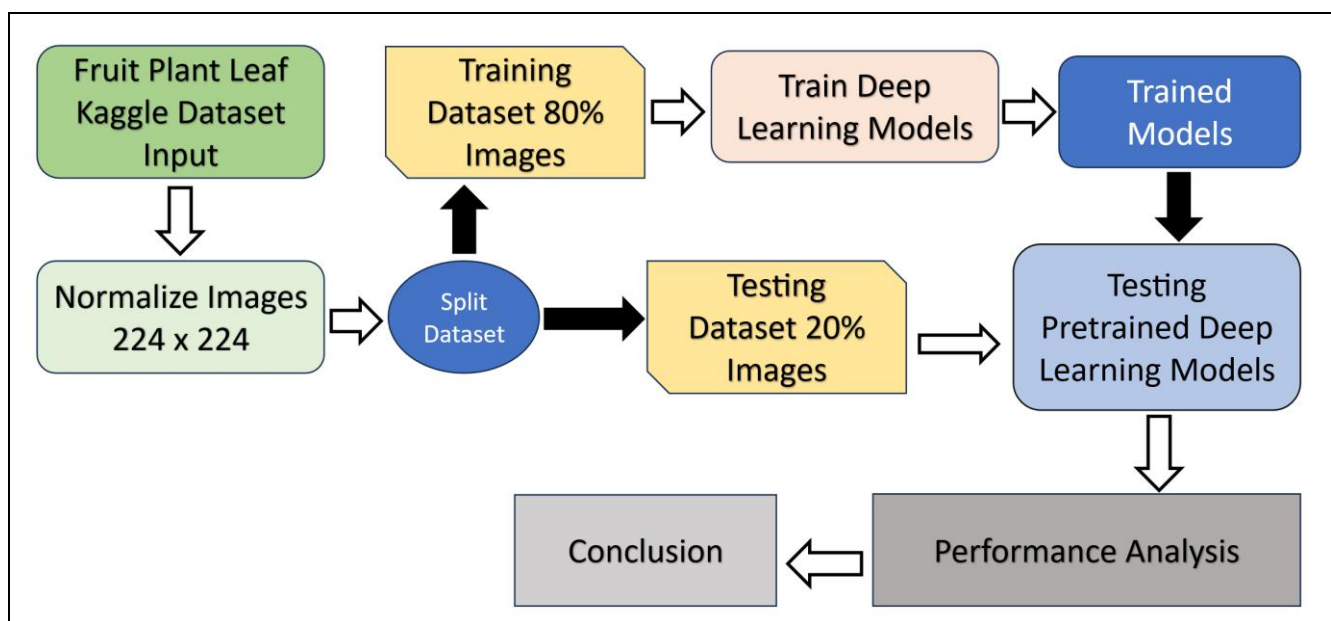 Fruit Plant Leaf
Kaggle Dataset
Input
Normalize Images
224 x 224
Split
Dataset
Training
Dataset 80%
Images
Train Deep
Learning Models
Trained
Models
Testing
Dataset 20%
Images
Testing
Pretrained Deep
Learning Models
Performance Analysis
Conclusion